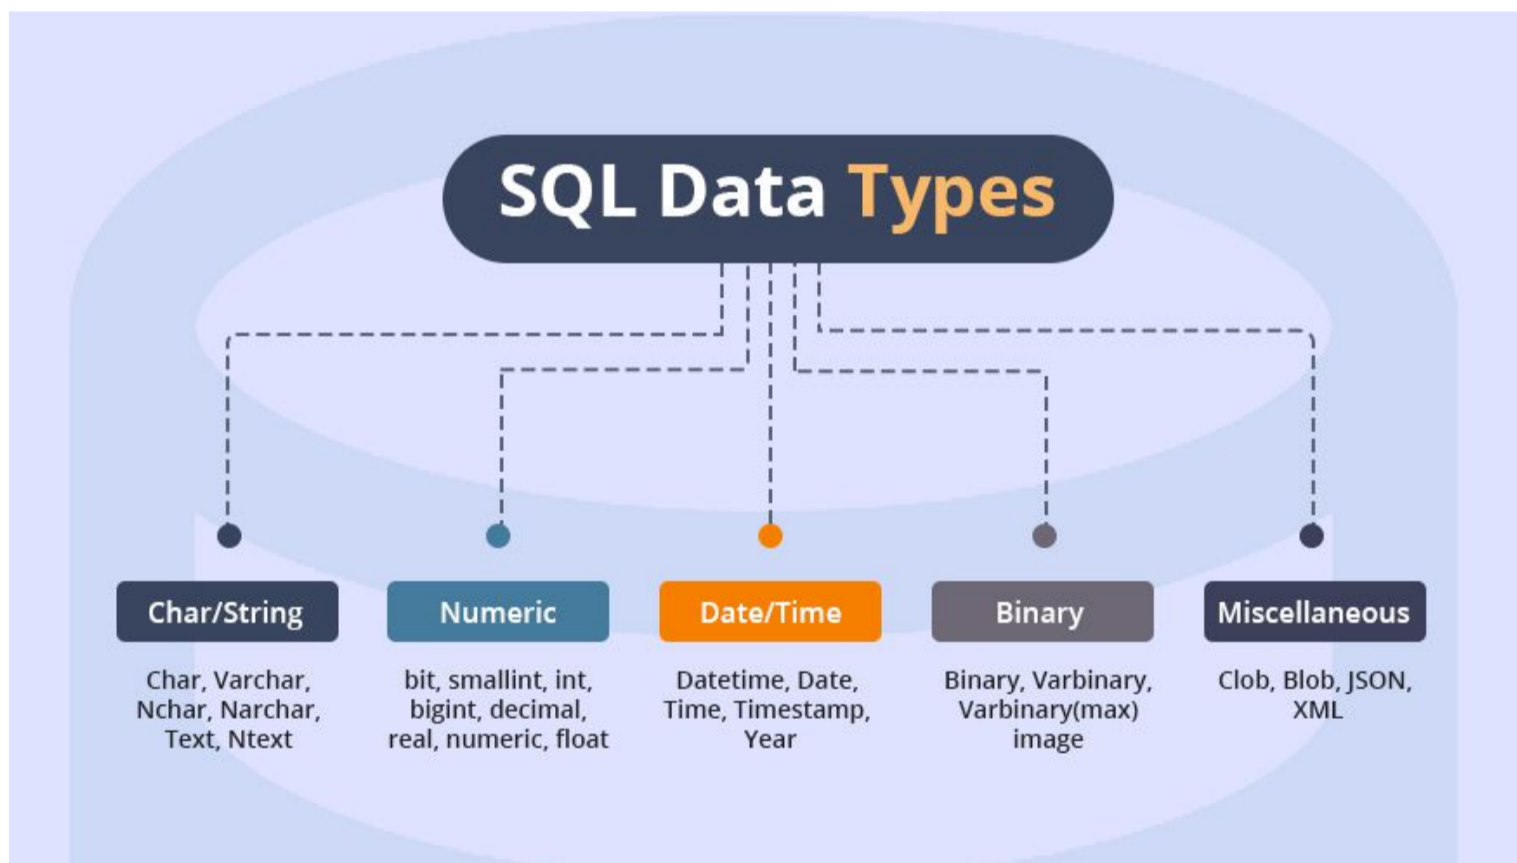 SQL Data Types
Char/String
Char, Varchar,
Nchar, Narchar,
Text, Ntext
Numeric
bit, smallint, int,
bigint, decimal,
real, numeric, float
Date/Time
Datetime, Date,
Time, Timestamp,
Year
Binary
Binary, Varbinary,
Varbinary(max)
image
Miscellaneous
Clob, Blob, JSON,
XML